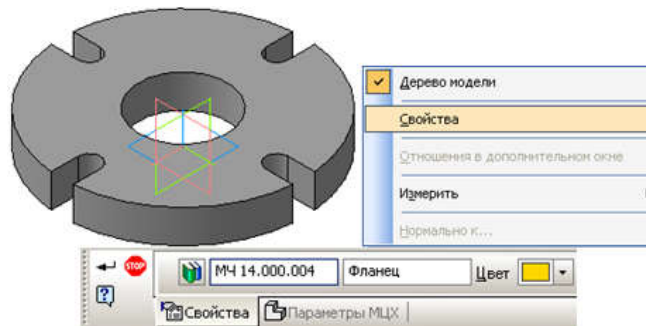 Дерево модели
Свойства
Отношения в дополнительном окне
Измерить
Нормально к...
STOP МЧ 14.000.004 Фланец Цвет
?
Свойства Параметры МЦХ